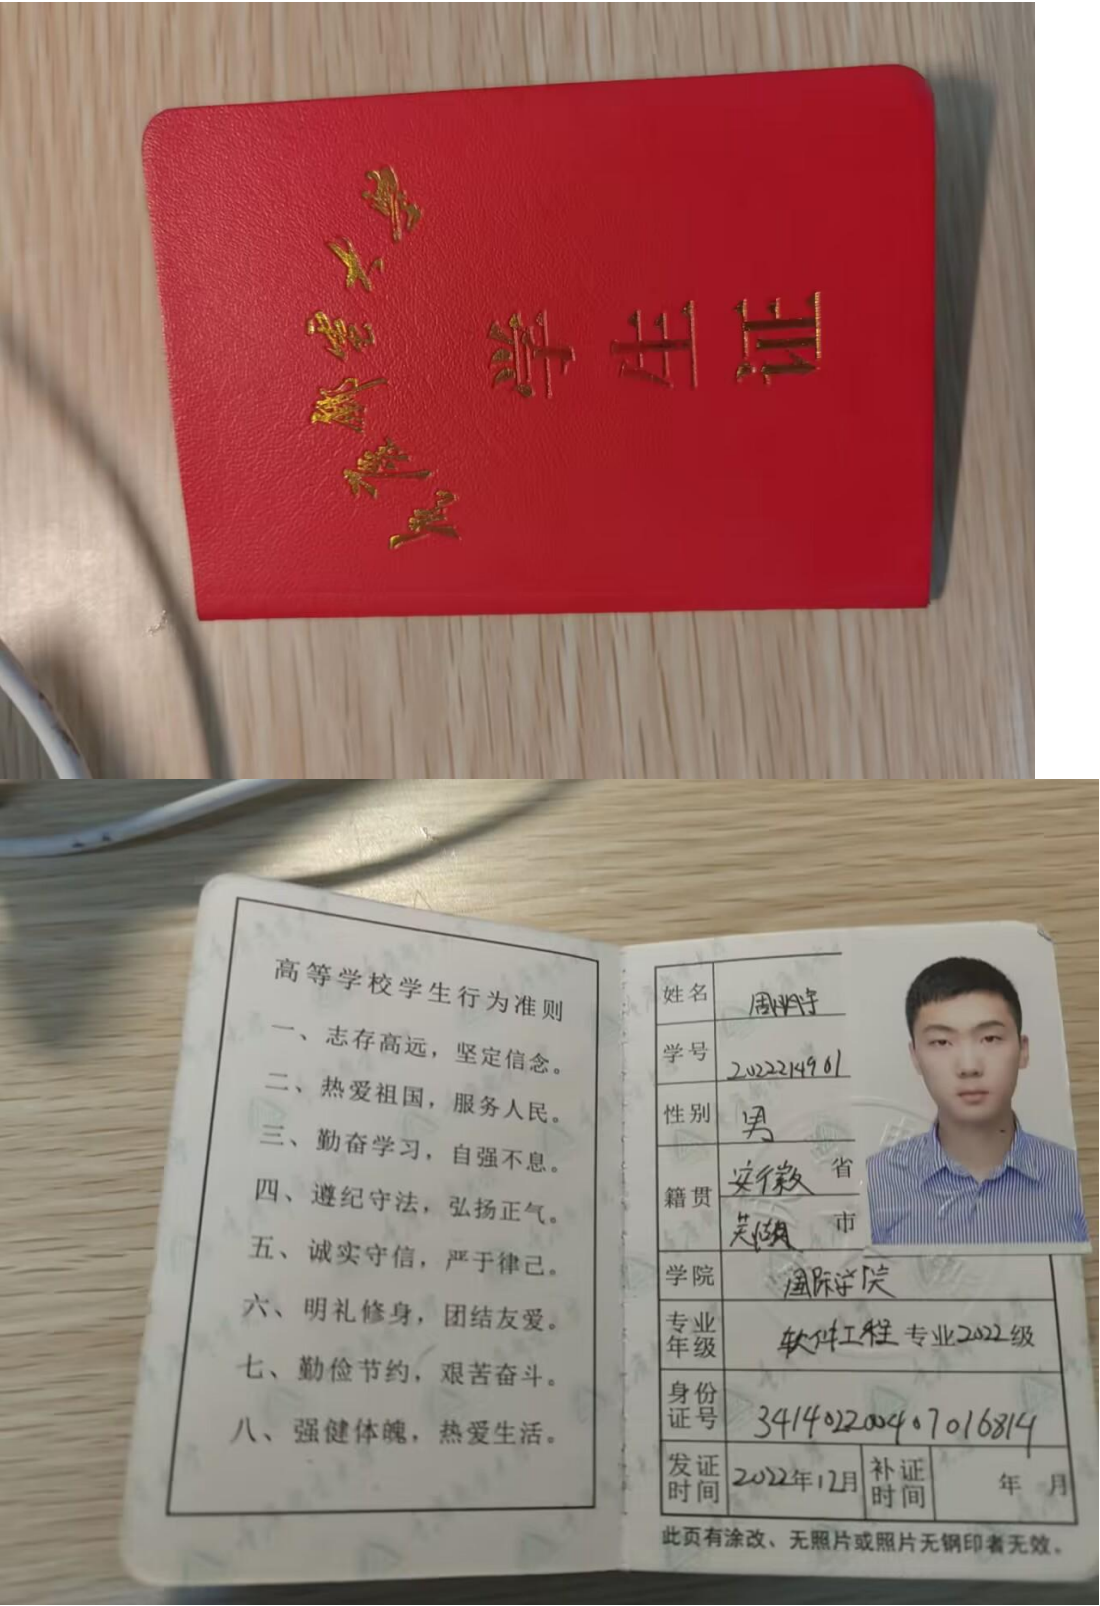 重慶郵電大學
学生证
高等学校学生行为准则
一、志存高远，坚定信念。
二、热爱祖国，服务人民。
三、勤奋学习，自强不息。
四、遵纪守法，弘扬正气。
五、诚实守信，严于律己。
六、明礼修身，团结友爱。
七、勤俭节约，艰苦奋斗。
八、强健体魄，热爱生活。
姓名
学号 2022214901
性别 男
籍贯 安徽 省
芜湖 市
学院 国际学院
专业年级 软件工程 专业2022级
身份证号 341402200407016814
发证时间 2022年12月 补证时间 年 月
此页有涂改、无照片或照片无钢印者无效。